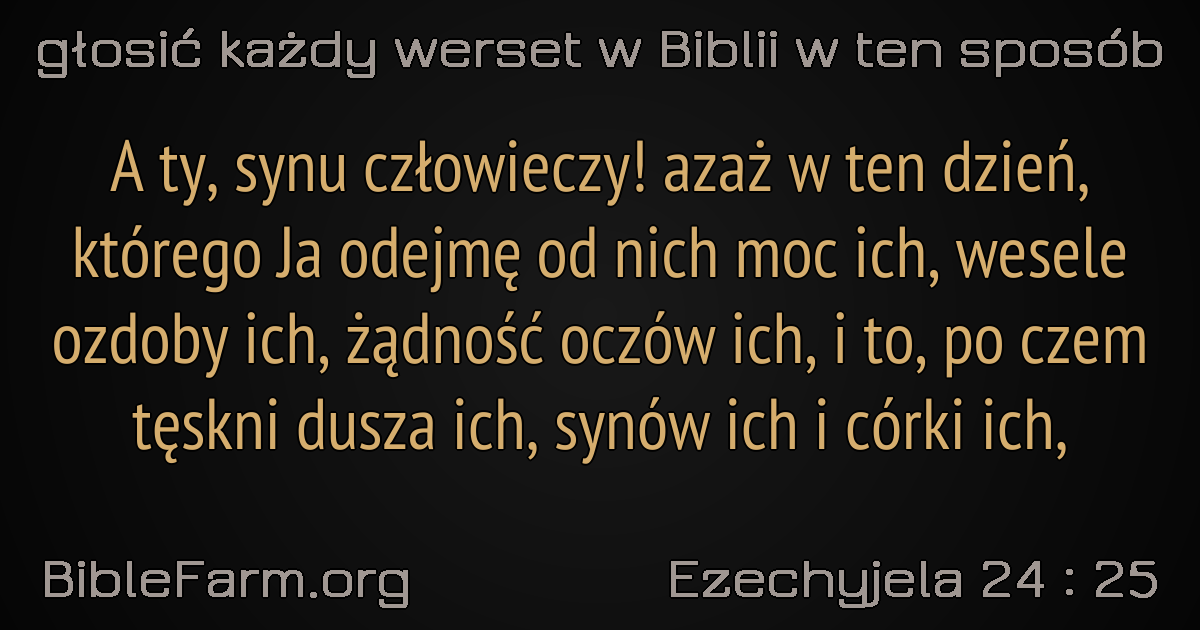 głosić każdy werset w Biblii w ten sposób
A ty, synu człowieczy! azaż w ten dzień,
którego Ja odejmę od nich moc ich, wesele
ozdoby ich, żądność oczów ich, i to, po czem
tęskni dusza ich, synów ich i córki ich,
BibleFarm.org
Ezechyjela 24 : 25